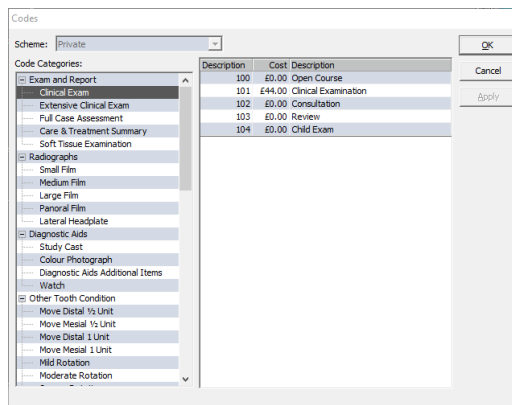 Codes
Scheme: Private
OK
Code Categories:
Cancel
Apply
Exam and Report
Clinical Exam
Extensive Clinical Exam
Full Case Assessment
Care & Treatment Summary
Soft Tissue Examination
Radiographs
Small Film
Medium Film
Large Film
Panoral Film
Lateral Headplate
Diagnostic Aids
Study Cast
Colour Photograph
Diagnostic Aids Additional Items
Watch
Other Tooth Condition
Move Distal ½ Unit
Move Mesial ½ Unit
Move Distal 1 Unit
Move Mesial 1 Unit
Mild Rotation
Moderate Rotation
Description Cost Description
100 £0.00 Open Course
101 £44.00 Clinical Examination
102 £0.00 Consultation
103 £0.00 Review
104 £0.00 Child Exam